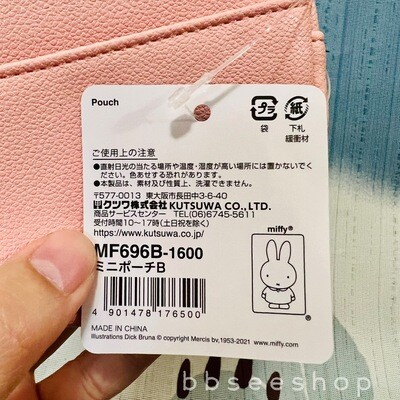 Pouch
プラ
紙
袋
下札
緩衝材
ご使用上の注意
●直射日光の当たる場所や温度・湿度が高い場所には置かないでください。色あせする恐れがあります。
●本製品は、素材及び性質上、洗濯できません。
〒577-0013 東大阪市長田中3-6-40
クツワ株式会社 KUTSUWA CO., LTD.
商品サービスセンター TEL(06)6745-5611
受付時間10~17時(土日祝を除く)
https://www.kutsuwa.co.jp/
miffy
MF696B-1600
ミニポーチB
4 901478 176500
MADE IN CHINA
Illustrations Dick Bruna © copyright Mercis bv,1953-2021
www.miffy.com
bbseeshop